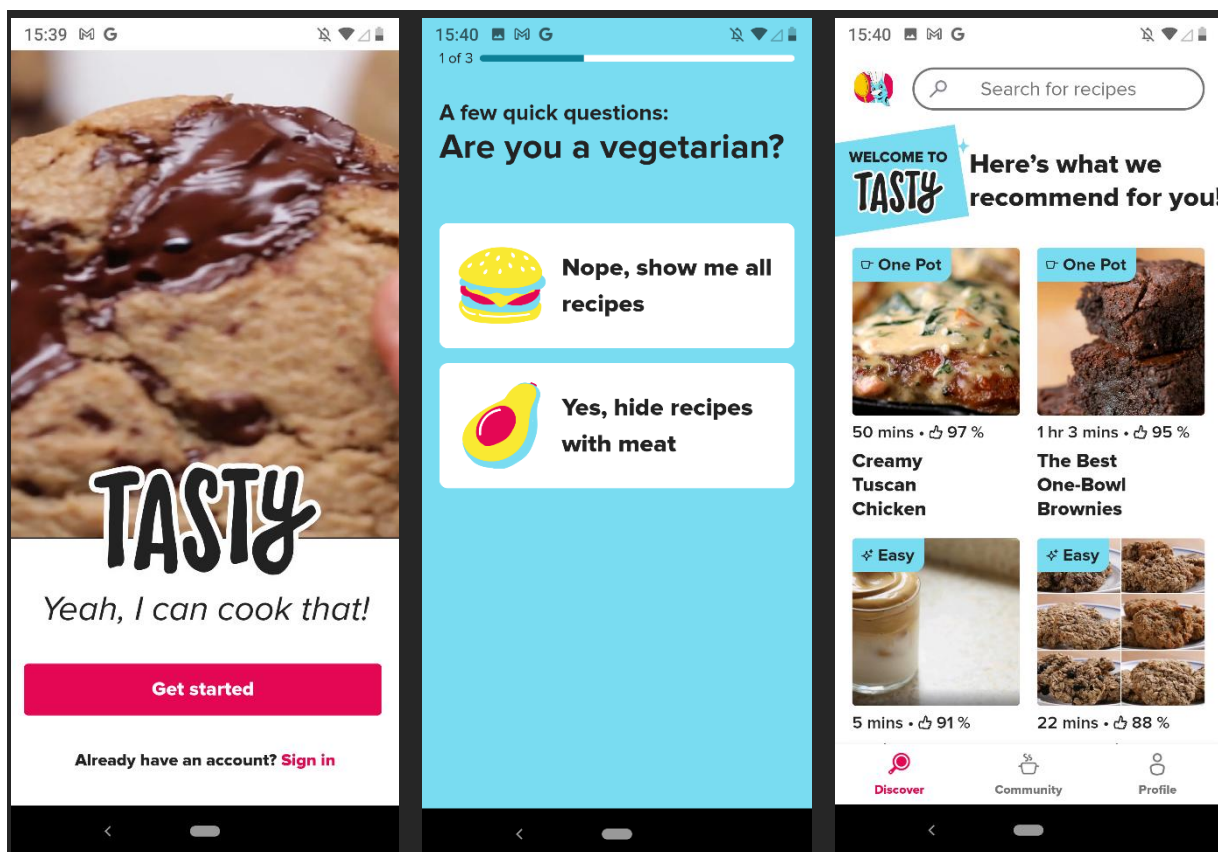 15:39
TASTY
Yeah, I can cook that!
Get started
Already have an account? Sign in
15:40
1 of 3
A few quick questions:
Are you a vegetarian?
Nope, show me all
recipes
Yes, hide recipes
with meat
15:40
Search for recipes
WELCOME TO
TASTY
Here's what we
recommend for you!
One Pot
50 mins • 97 %
Creamy
Tuscan
Chicken
One Pot
1 hr 3 mins • 95 %
The Best
One-Bowl
Brownies
Easy
5 mins • 91 %
Easy
22 mins • 88 %
Discover
Community
Profile